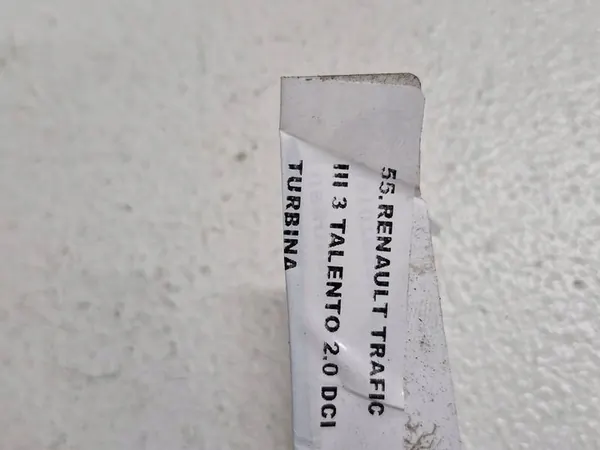 55.RENAULT TRAFIC
III 3 TALENTO 2.0 DCI
TURBINA